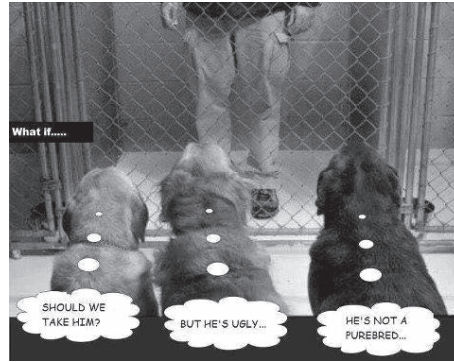 What if.....
SHOULD WE
TAKE HIM?
BUT HE'S UGLY...
HE'S NOT A
PUREBRED...